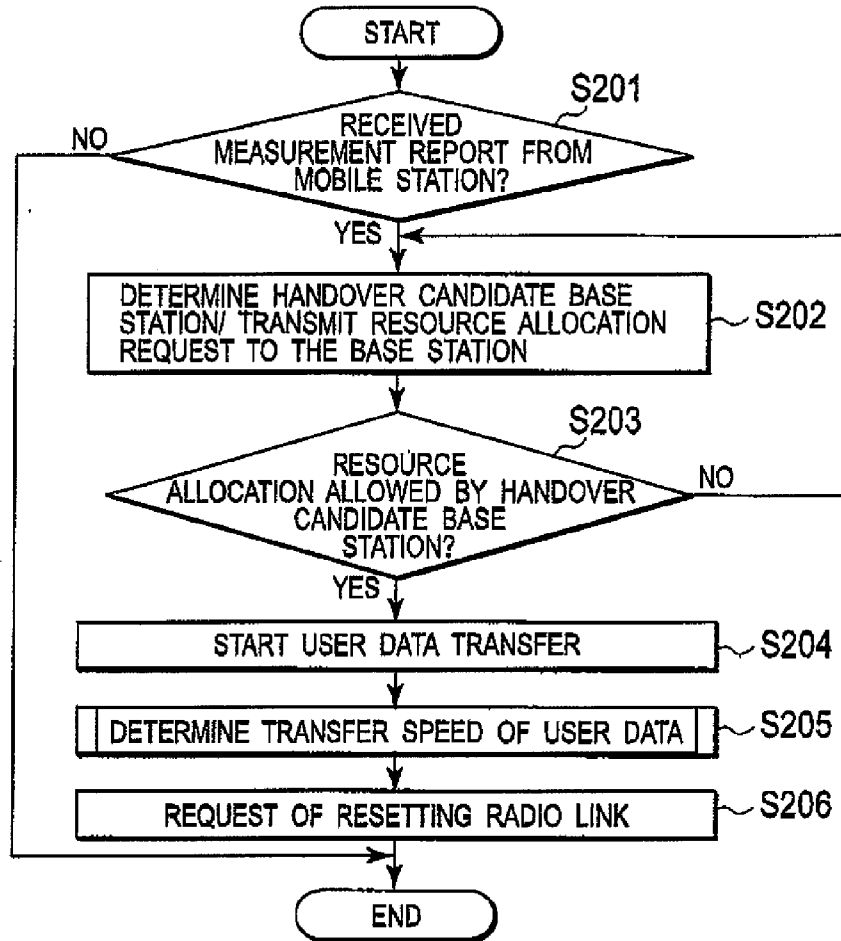 START
S201
NO
RECEIVED
MEASUREMENT REPORT FROM
MOBILE STATION?
YES
DETERMINE HANDOVER CANDIDATE BASE
STATION/ TRANSMIT RESOURCE ALLOCATION
REQUEST TO THE BASE STATION
S202
S203
RESOURCE
ALLOCATION ALLOWED BY HANDOVER
CANDIDATE BASE
STATION?
NO
YES
START USER DATA TRANSFER
S204
DETERMINE TRANSFER SPEED OF USER DATA
S205
REQUEST OF RESETTING RADIO LINK
S206
END